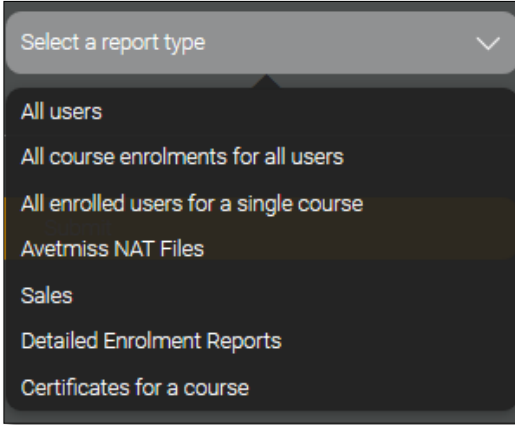 Select a report type
All users
All course enrolments for all users
All enrolled users for a single course
Avetmiss NAT Files
Sales
Detailed Enrolment Reports
Certificates for a course